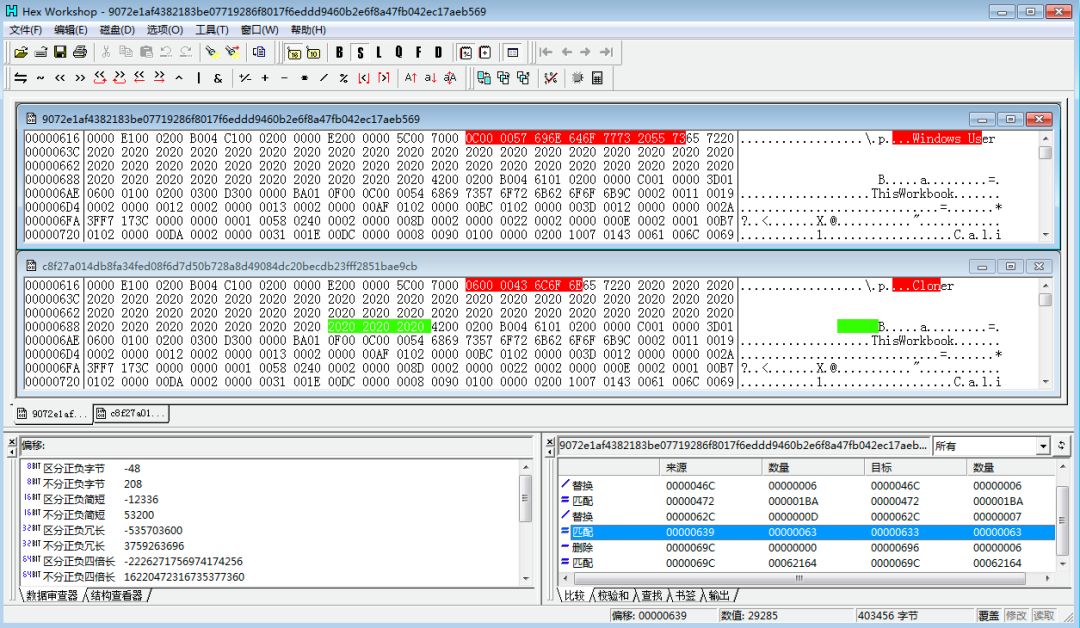 Hex Workshop - 9072e1af4382183be07719286f8017f6eddd9460b2e6f8a47fb042ec17aeb569
文件(F) 编辑(E) 磁盘(D) 选项(O) 工具(T) 窗口(W) 帮助(H)
B S L Q F D
9072e1af4382183be07719286f8017f6eddd9460b2e6f8a47fb042ec17aeb569
00000616 0000 E100 0200 B004 C100 0200 0000 E200 0000 5C00 7000 0C00 0057 696E 646F 7773 2055 7365 7220 ..................\.p....Windows User
0000063C 2020 2020 2020 2020 2020 2020 2020 2020 2020 2020 2020 2020 2020 2020 2020 2020 2020 2020 2020
00000662 2020 2020 2020 2020 2020 2020 2020 2020 2020 2020 2020 2020 2020 2020 2020 2020 2020 2020 2020
00000688 2020 2020 2020 2020 2020 2020 2020 2020 2020 2020 4200 0200 B004 6101 0200 0000 C001 0000 3D01 B.....a.........=.
000006AE 0600 0100 0200 0300 D300 0000 BA01 0F00 0C00 0054 6869 7357 6F72 6B62 6F6F 6B9C 0002 0011 0019 ...................ThisWorkbook.......
000006D4 0002 0000 0012 0002 0000 0013 0002 0000 00AF 0102 0000 00BC 0102 0000 003D 0012 0000 0000 002A ...............................=......*
000006FA 3FF7 173C 0000 0000 0001 0058 0240 0002 0000 008D 0002 0000 0022 0002 0000 000E 0002 0001 00B7 ?..<.......X.@.........."............
00000720 0102 0000 00DA 0002 0000 0031 001E 00DC 0000 0008 0090 0100 0000 0200 1007 0143 0061 006C 0069 ...........1...................C.a.l.i
c8f27a014db8fa34fed08f6d7d50b728a8d49084dc20becdb23fff2851bae9cb
00000616 0000 E100 0200 B004 C100 0200 0000 E200 0000 5C00 7000 0600 0043 6C6F 6E65 7220 2020 2020 2020 ..................\.p....Cloner
0000063C 2020 2020 2020 2020 2020 2020 2020 2020 2020 2020 2020 2020 2020 2020 2020 2020 2020 2020 2020
00000662 2020 2020 2020 2020 2020 2020 2020 2020 2020 2020 2020 2020 2020 2020 2020 2020 2020 2020 2020
00000688 2020 2020 2020 2020 2020 2020 2020 2020 2020 2020 4200 0200 B004 6101 0200 0000 C001 0000 3D01 B.....a.........=.
000006AE 0600 0100 0200 0300 D300 0000 BA01 0F00 0C00 0054 6869 7357 6F72 6B62 6F6F 6B9C 0002 0011 0019 ...................ThisWorkbook.......
000006D4 0002 0000 0012 0002 0000 0013 0002 0000 00AF 0102 0000 00BC 0102 0000 003D 0012 0000 0000 002A ...............................=......*
000006FA 3FF7 173C 0000 0000 0001 0058 0240 0002 0000 008D 0002 0000 0022 0002 0000 000E 0002 0001 00B7 ?..<.......X.@.........."............
00000720 0102 0000 00DA 0002 0000 0031 001E 00DC 0000 0008 0090 0100 0000 0200 1007 0143 0061 006C 0069 ...........1...................C.a.l.i
9072e1af... c8f27a01...
偏移:
8BIT 区分正负字节 -48
8BIT 不分正负字节 208
16BIT 区分正负简短 -12336
16BIT 不分正负简短 53200
32BIT 区分正负冗长 -535703600
32BIT 不分正负冗长 3759263696
64BIT 区分正负四倍长 -2226271756974174256
64BIT 不分正负四倍长 16220472316735377360
数据审查器 结构查看器
9072e1af4382183be07719286f8017f6eddd9460b2e6f8a47fb042ec17aeb... 所有
来源 数量 目标 数量
替换 0000046C 00000006 0000046C 00000006
匹配 00000472 000001BA 00000472 000001BA
替换 0000062C 0000000D 0000062C 00000007
匹配 00000639 00000063 00000633 00000063
删除 0000069C 00000000 00000696 00000006
匹配 0000069C 00062164 0000069C 00062164
比较 校验和 查找 书签 输出
偏移: 00000639 数值: 29285 403456 字节 覆盖 修改 读取